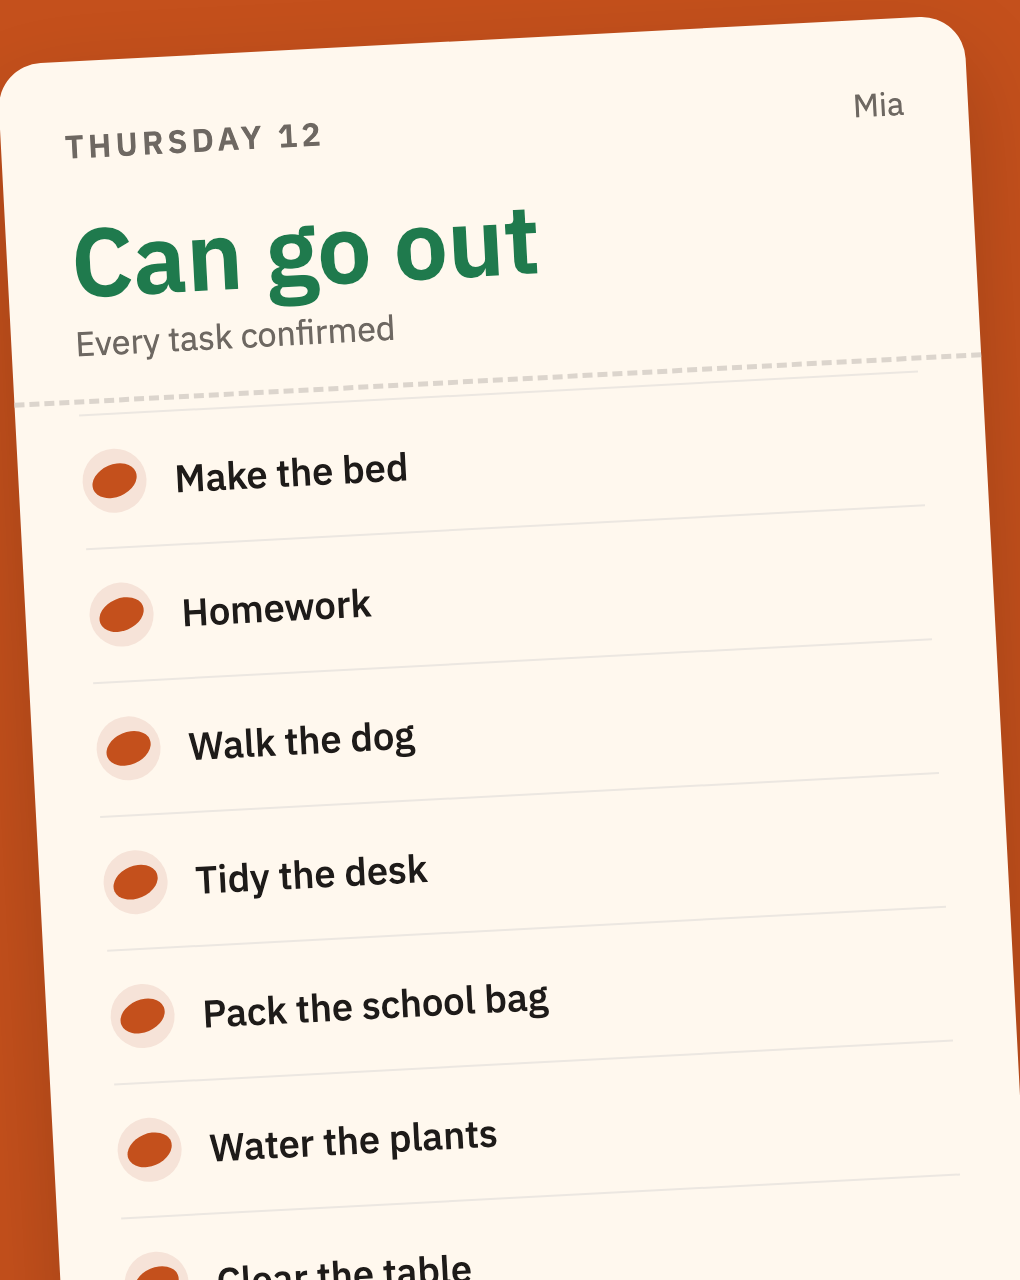 THURSDAY 12
Mia
Can go out
Every task confirmed
Make the bed
Homework
Walk the dog
Tidy the desk
Pack the school bag
Water the plants
Clear the table